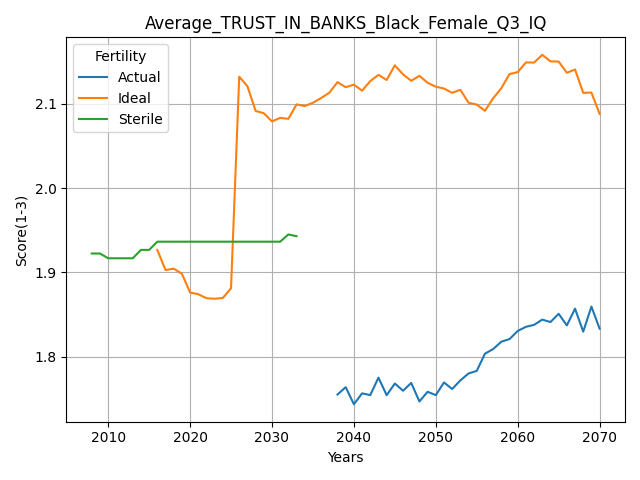 Average_TRUST_IN_BANKS_Black_Female_Q3_IQ
Fertility
Actual
Ideal
Sterile
Score(1-3)
2.1
2.0
1.9
1.8
2010 2020 2030 2040 2050 2060 2070
Years